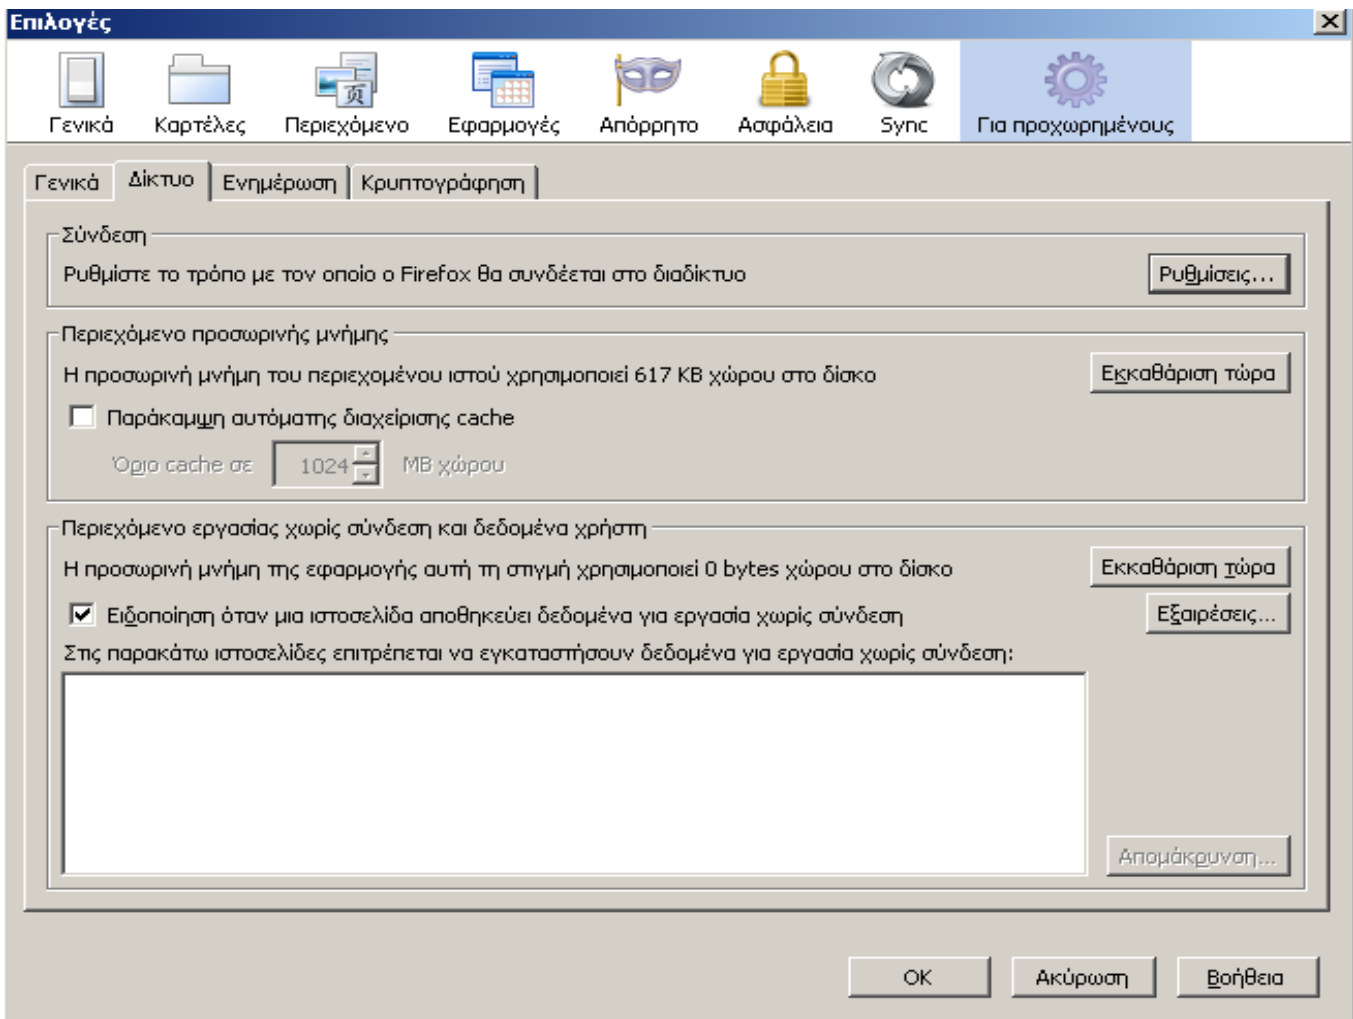 Επιλογές
Γενικά Καρτέλες Περιεχόμενο Εφαρμογές Απόρρητο Ασφάλεια Sync Για προχωρημένους
Γενικά Δίκτυο Ενημέρωση Κρυπτογράφηση
Σύνδεση
Ρυθμίστε το τρόπο με τον οποίο ο Firefox θα συνδέεται στο διαδίκτυο Ρυθμίσεις...
Περιεχόμενο προσωρινής μνήμης
Η προσωρινή μνήμη του περιεχομένου ιστού χρησιμοποιεί 617 KB χώρου στο δίσκο Εκκαθάριση τώρα
Παράκαμψη αυτόματης διαχείρισης cache
Όριο cache σε 1024 MB χώρου
Περιεχόμενο εργασίας χωρίς σύνδεση και δεδομένα χρήστη
Η προσωρινή μνήμη της εφαρμογής αυτή τη στιγμή χρησιμοποιεί 0 bytes χώρου στο δίσκο Εκκαθάριση τώρα
Ειδοποίηση όταν μια ιστοσελίδα αποθηκεύει δεδομένα για εργασία χωρίς σύνδεση Εξαιρέσεις...
Στις παρακάτω ιστοσελίδες επιτρέπεται να εγκαταστήσουν δεδομένα για εργασία χωρίς σύνδεση:
Απομάκρυνση...
OK Ακύρωση Βοήθεια